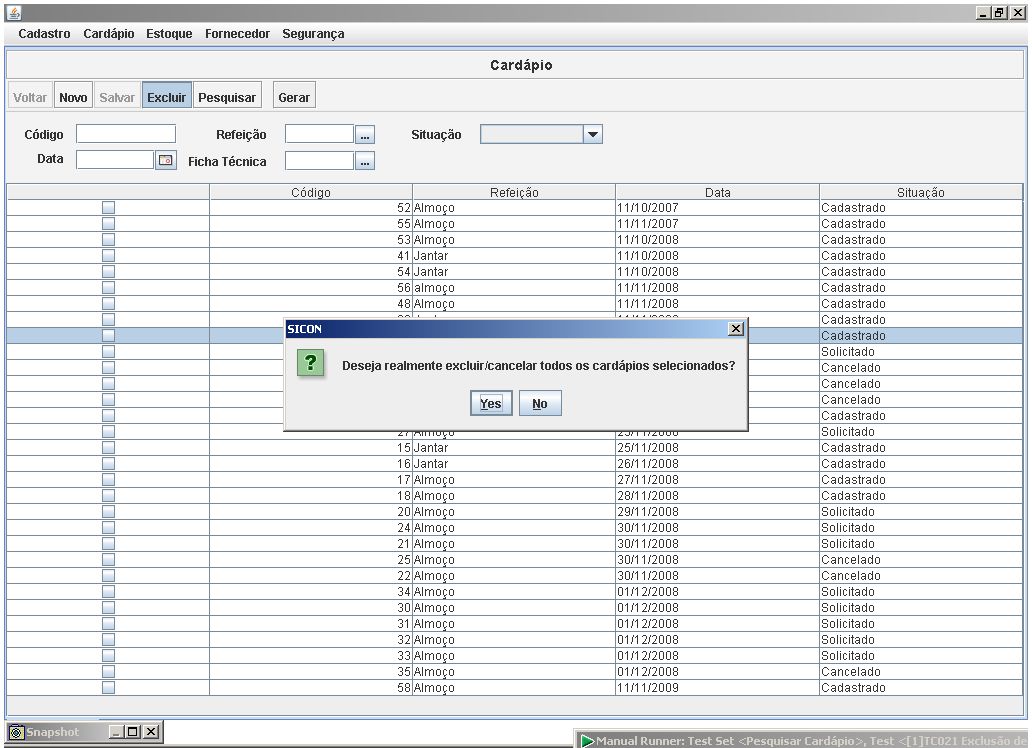 Cadastro Cardápio Estoque Fornecedor Segurança
Cardápio
Voltar Novo Salvar Excluir Pesquisar Gerar
Código Refeição ... Situação
Data Ficha Técnica ...
Código Refeição Data Situação
52 Almoço 11/10/2007 Cadastrado
55 Almoço 11/11/2007 Cadastrado
53 Almoço 11/10/2008 Cadastrado
41 Jantar 11/10/2008 Cadastrado
54 Jantar 11/10/2008 Cadastrado
56 almoço 11/11/2008 Cadastrado
48 Almoço 11/11/2008 Cadastrado
Cadastrado
SICON
Cadastrado
Solicitado
Deseja realmente excluir/cancelar todos os cardápios selecionados?
Cancelado
Cancelado
Yes No
Cancelado
Cadastrado
27 Almoço 25/11/2008 Solicitado
15 Jantar 25/11/2008 Cadastrado
16 Jantar 26/11/2008 Cadastrado
17 Almoço 27/11/2008 Cadastrado
18 Almoço 28/11/2008 Cadastrado
20 Almoço 29/11/2008 Solicitado
24 Almoço 30/11/2008 Solicitado
21 Almoço 30/11/2008 Solicitado
25 Almoço 30/11/2008 Cancelado
22 Almoço 30/11/2008 Cancelado
34 Almoço 01/12/2008 Solicitado
30 Almoço 01/12/2008 Solicitado
31 Almoço 01/12/2008 Solicitado
32 Almoço 01/12/2008 Solicitado
33 Almoço 01/12/2008 Solicitado
35 Almoço 01/12/2008 Cancelado
58 Almoço 11/11/2009 Cadastrado
Snapshot
Manual Runner: Test Set <Pesquisar Cardápio>, Test <[1]TC021 Exclusão de